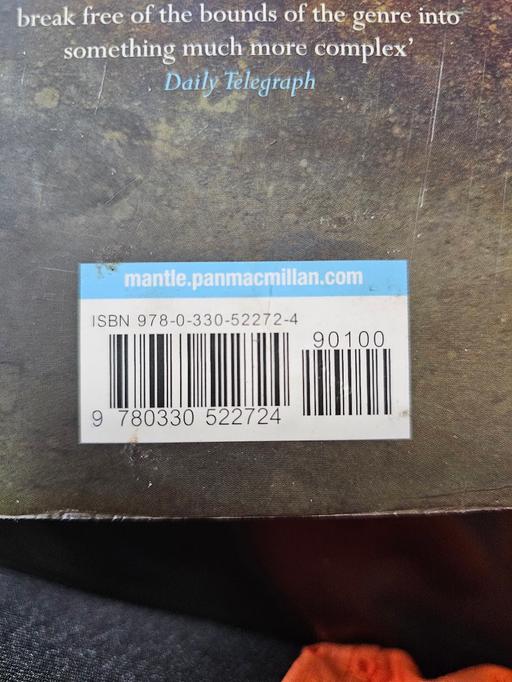 break free of the bounds of the genre into
something much more complex’
Daily Telegraph
mantle.panmacmillan.com
ISBN 978-0-330-52272-4
90100
9 780330 522724